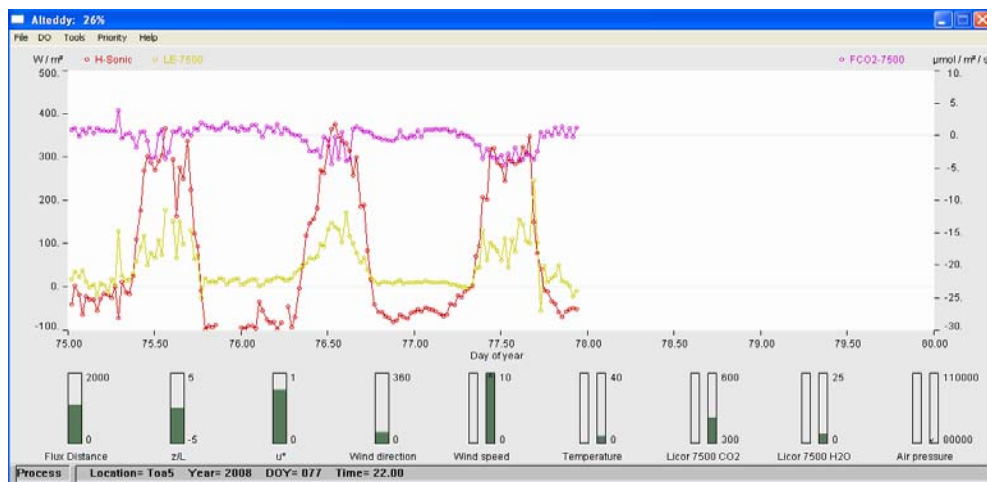 Alteddy: 26%
File DO Tools Priority Help
W / m² H-Sonic LE-7500 FCO2-7500 µmol / m² / s
500. 10.
400. 5.
300. 0.
200. -5.
100. -10.
0. -15.
-100. -20.
-25.
-30.
75.00 75.50 76.00 76.50 77.00 77.50 78.00 78.50 79.00 79.50 80.00
Day of year
2000 5 1 360 10 40 600 25 110000
0 -5 0 0 0 0 300 0 00000
Flux Distance z/L u* Wind direction Wind speed Temperature Licor 7500 CO2 Licor 7500 H2O Air pressure
Process Location= Toa5 Year= 2008 DOY= 077 Time= 22.00